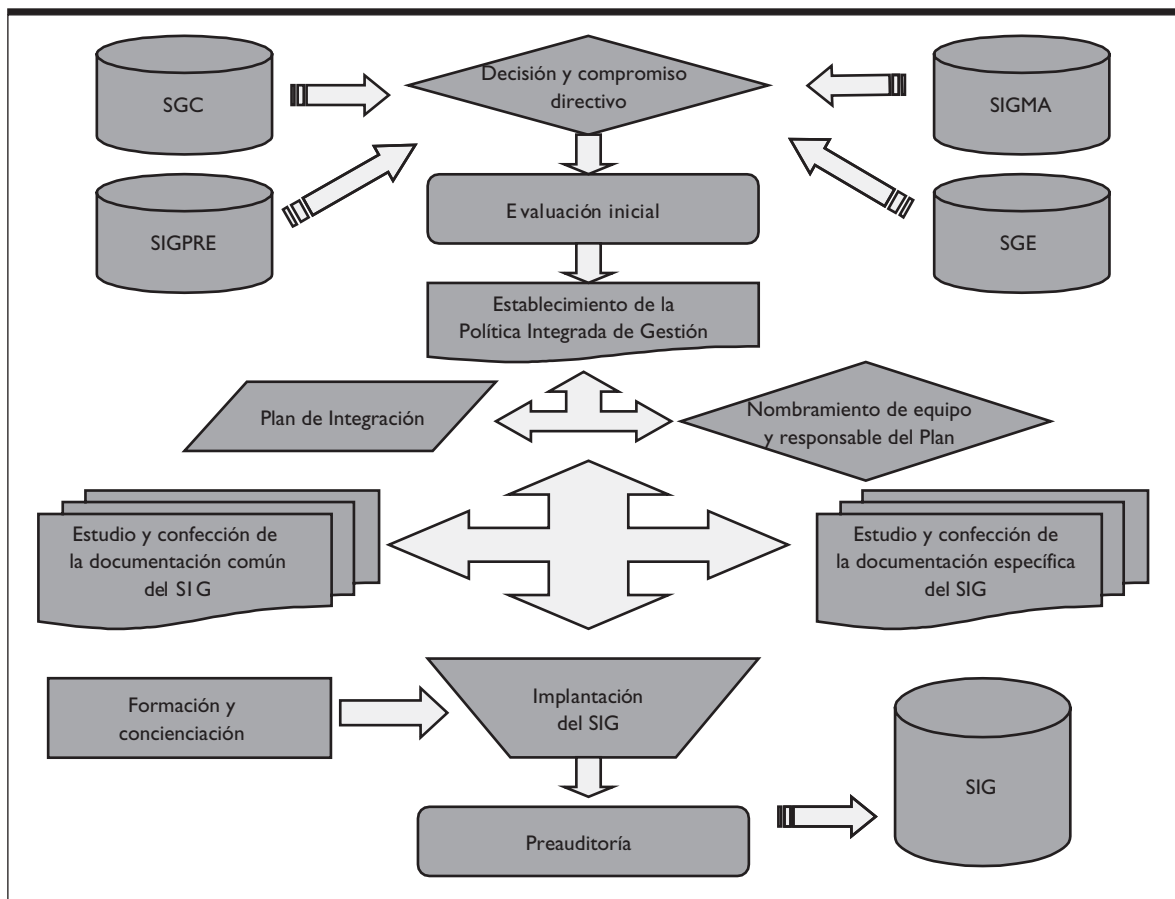 SGC
Decisión y compromiso
directivo
SIGMA
SIGPRE
Evaluación inicial
SGE
Establecimiento de la
Política Integrada de Gestión
Plan de Integración
Nombramiento de equipo
y responsable del Plan
Estudio y confección de
la documentación común
del SIG
Estudio y confección de
la documentación específica
del SIG
Formación y
concienciación
Implantación
del SIG
SIG
Preauditoría